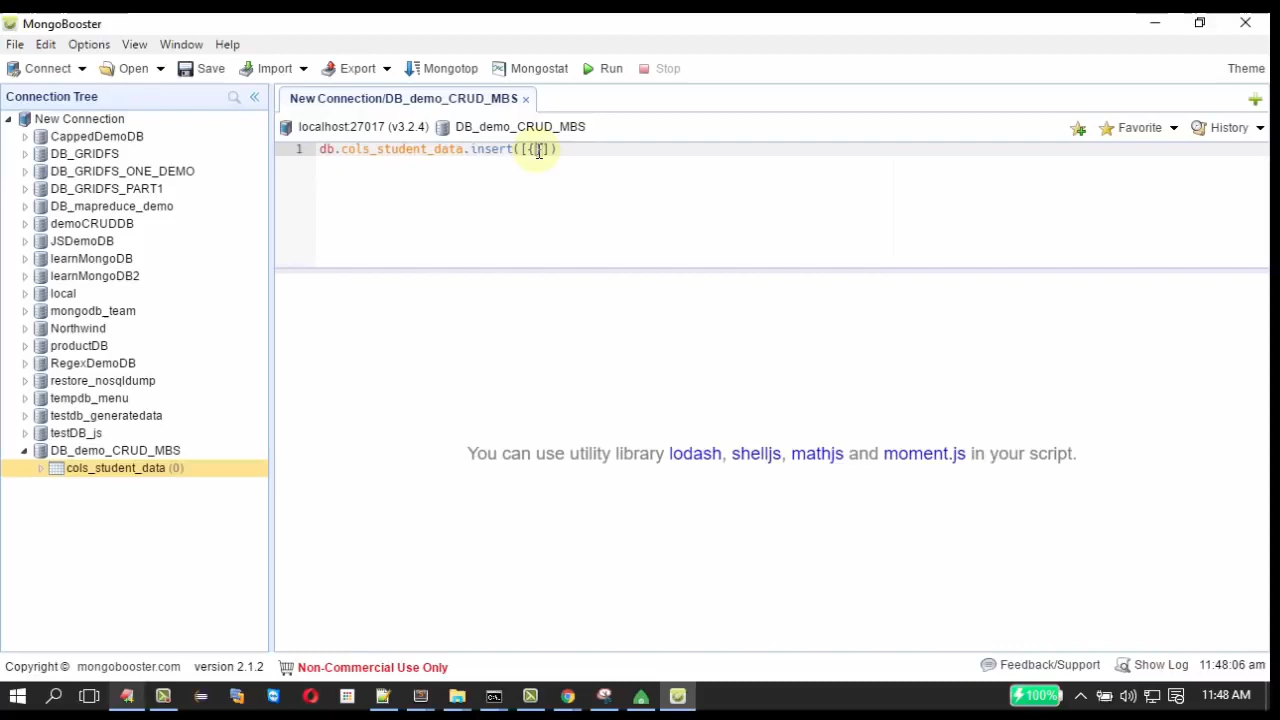 MongoBooster
File Edit Options View Window Help
Connect Open Save Import Export Mongotop Mongostat Run Stop Theme
Connection Tree
New Connection/DB_demo_CRUD_MBS
New Connection
CappedDemoDB
DB_GRIDFS
DB_GRIDFS_ONE_DEMO
DB_GRIDFS_PART1
DB_mapreduce_demo
demoCRUDDB
JSDemoDB
learnMongoDB
learnMongoDB2
local
mongodb_team
Northwind
productDB
RegexDemoDB
restore_nosqldump
tempdb_menu
testdb_generatedata
testDB_js
DB_demo_CRUD_MBS
cols_student_data (0)
localhost:27017 (v3.2.4) DB_demo_CRUD_MBS Favorite History
1 db.cols_student_data.insert([{}])
You can use utility library lodash, shelljs, mathjs and moment.js in your script.
Copyright © mongobooster.com version 2.1.2 Non-Commercial Use Only Feedback/Support Show Log 11:48:06 am
100% 11:48 AM